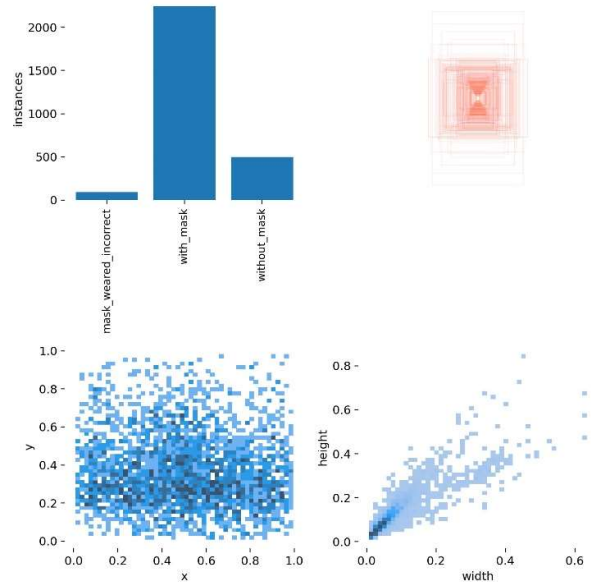 2000
1500
1000
500
0
instances
mask_weared_incorrect
with_mask
without_mask
1.0
0.8
0.6
0.4
0.2
0.0
y
0.0 0.2 0.4 0.6 0.8 1.0
x
0.8
0.6
0.4
0.2
0.0
height
0.0 0.2 0.4 0.6
width